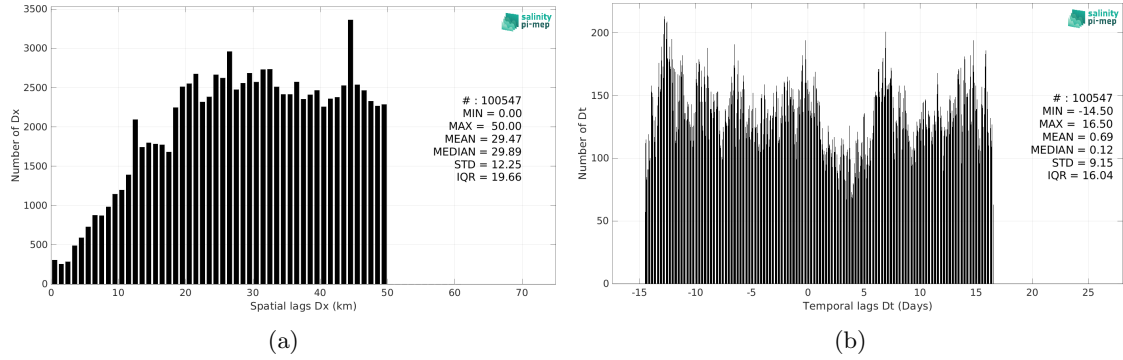 3500
3000
2500
2000
1500
1000
500
0
Number of Dx
0 10 20 30 40 50 60 70
Spatial lags Dx (km)
salinity
pi-mep
# : 100547
MIN = 0.00
MAX = 50.00
MEAN = 29.47
MEDIAN = 29.89
STD = 12.25
IQR = 19.66
(a)
200
150
100
50
0
Number of Dt
-15 -10 -5 0 5 10 15 20 25
Temporal lags Dt (Days)
salinity
pi-mep
# : 100547
MIN = -14.50
MAX = 16.50
MEAN = 0.69
MEDIAN = 0.12
STD = 9.15
IQR = 16.04
(b)